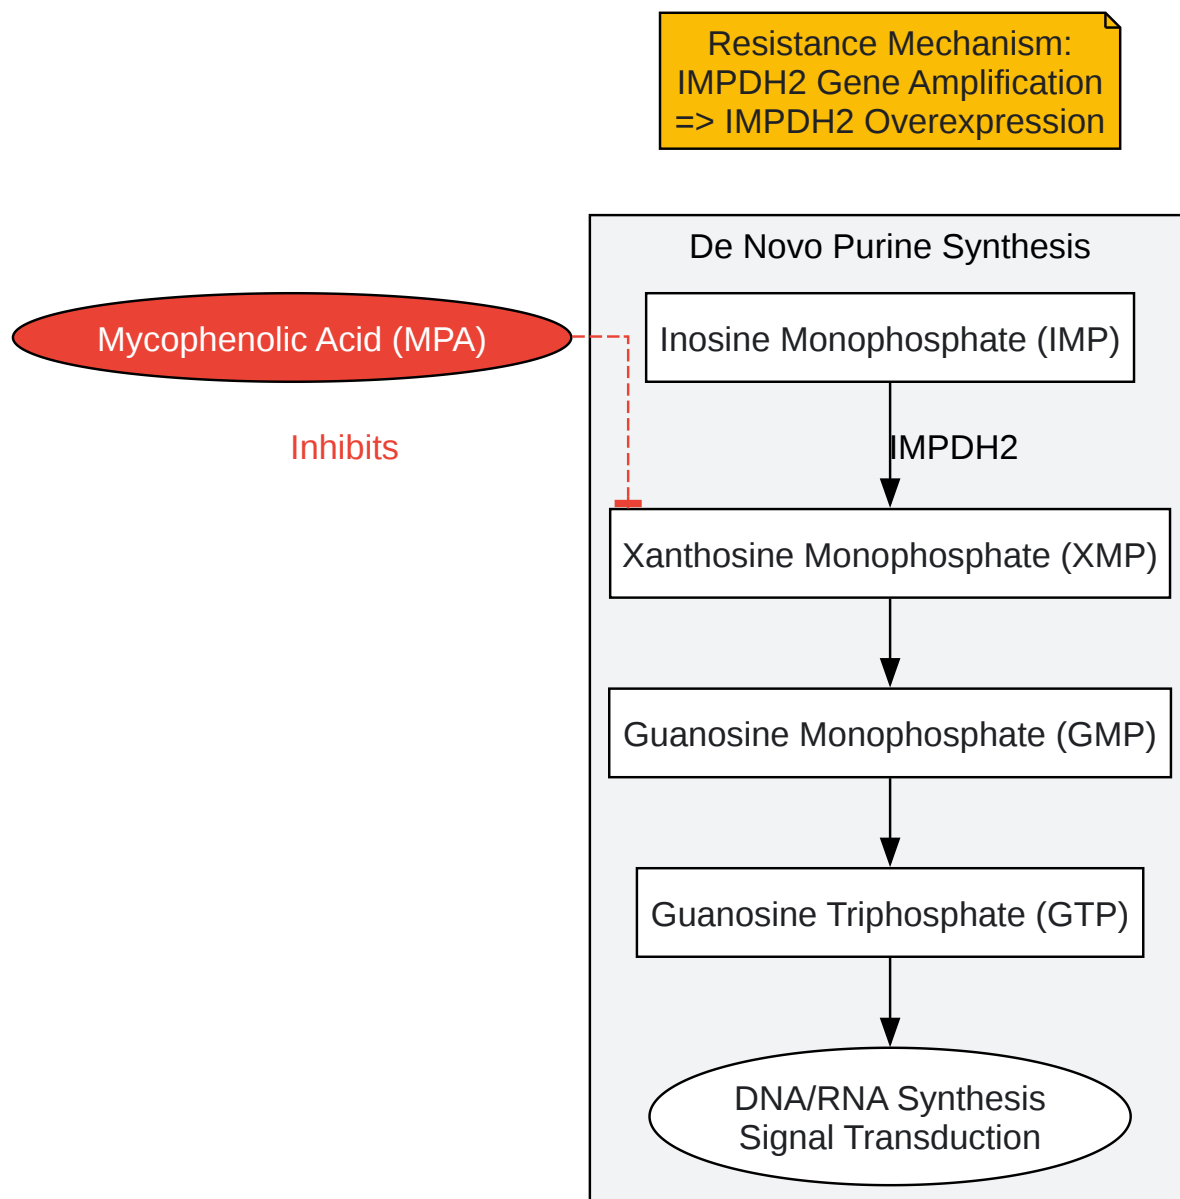 Resistance Mechanism:
IMPDH2 Gene Amplification
=> IMPDH2 Overexpression
De Novo Purine Synthesis
Mycophenolic Acid (MPA)
Inosine Monophosphate (IMP)
Inhibits
IMPDH2
Xanthosine Monophosphate (XMP)
Guanosine Monophosphate (GMP)
Guanosine Triphosphate (GTP)
DNA/RNA Synthesis
Signal Transduction